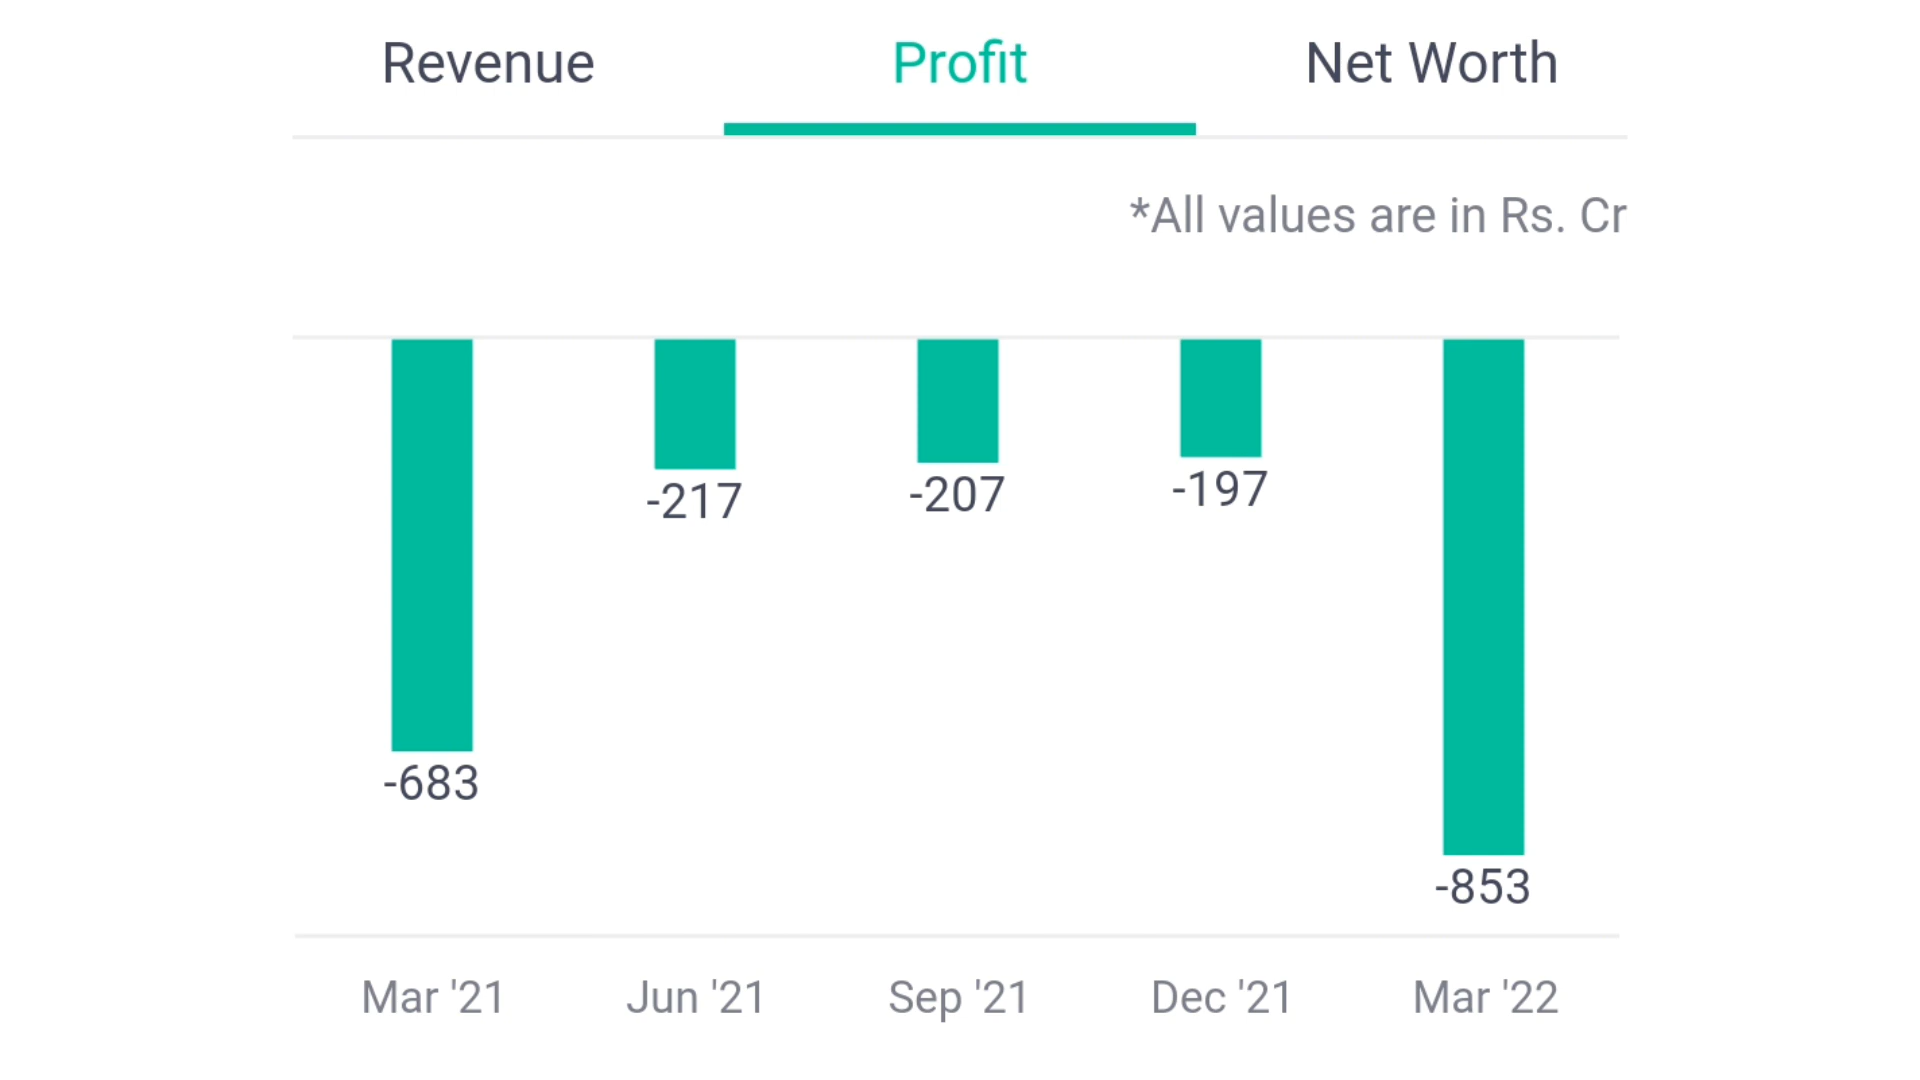 Revenue Profit Net Worth
*All values are in Rs. Cr
-683 -217 -207 -197 -853
Mar '21 Jun '21 Sep '21 Dec '21 Mar '22